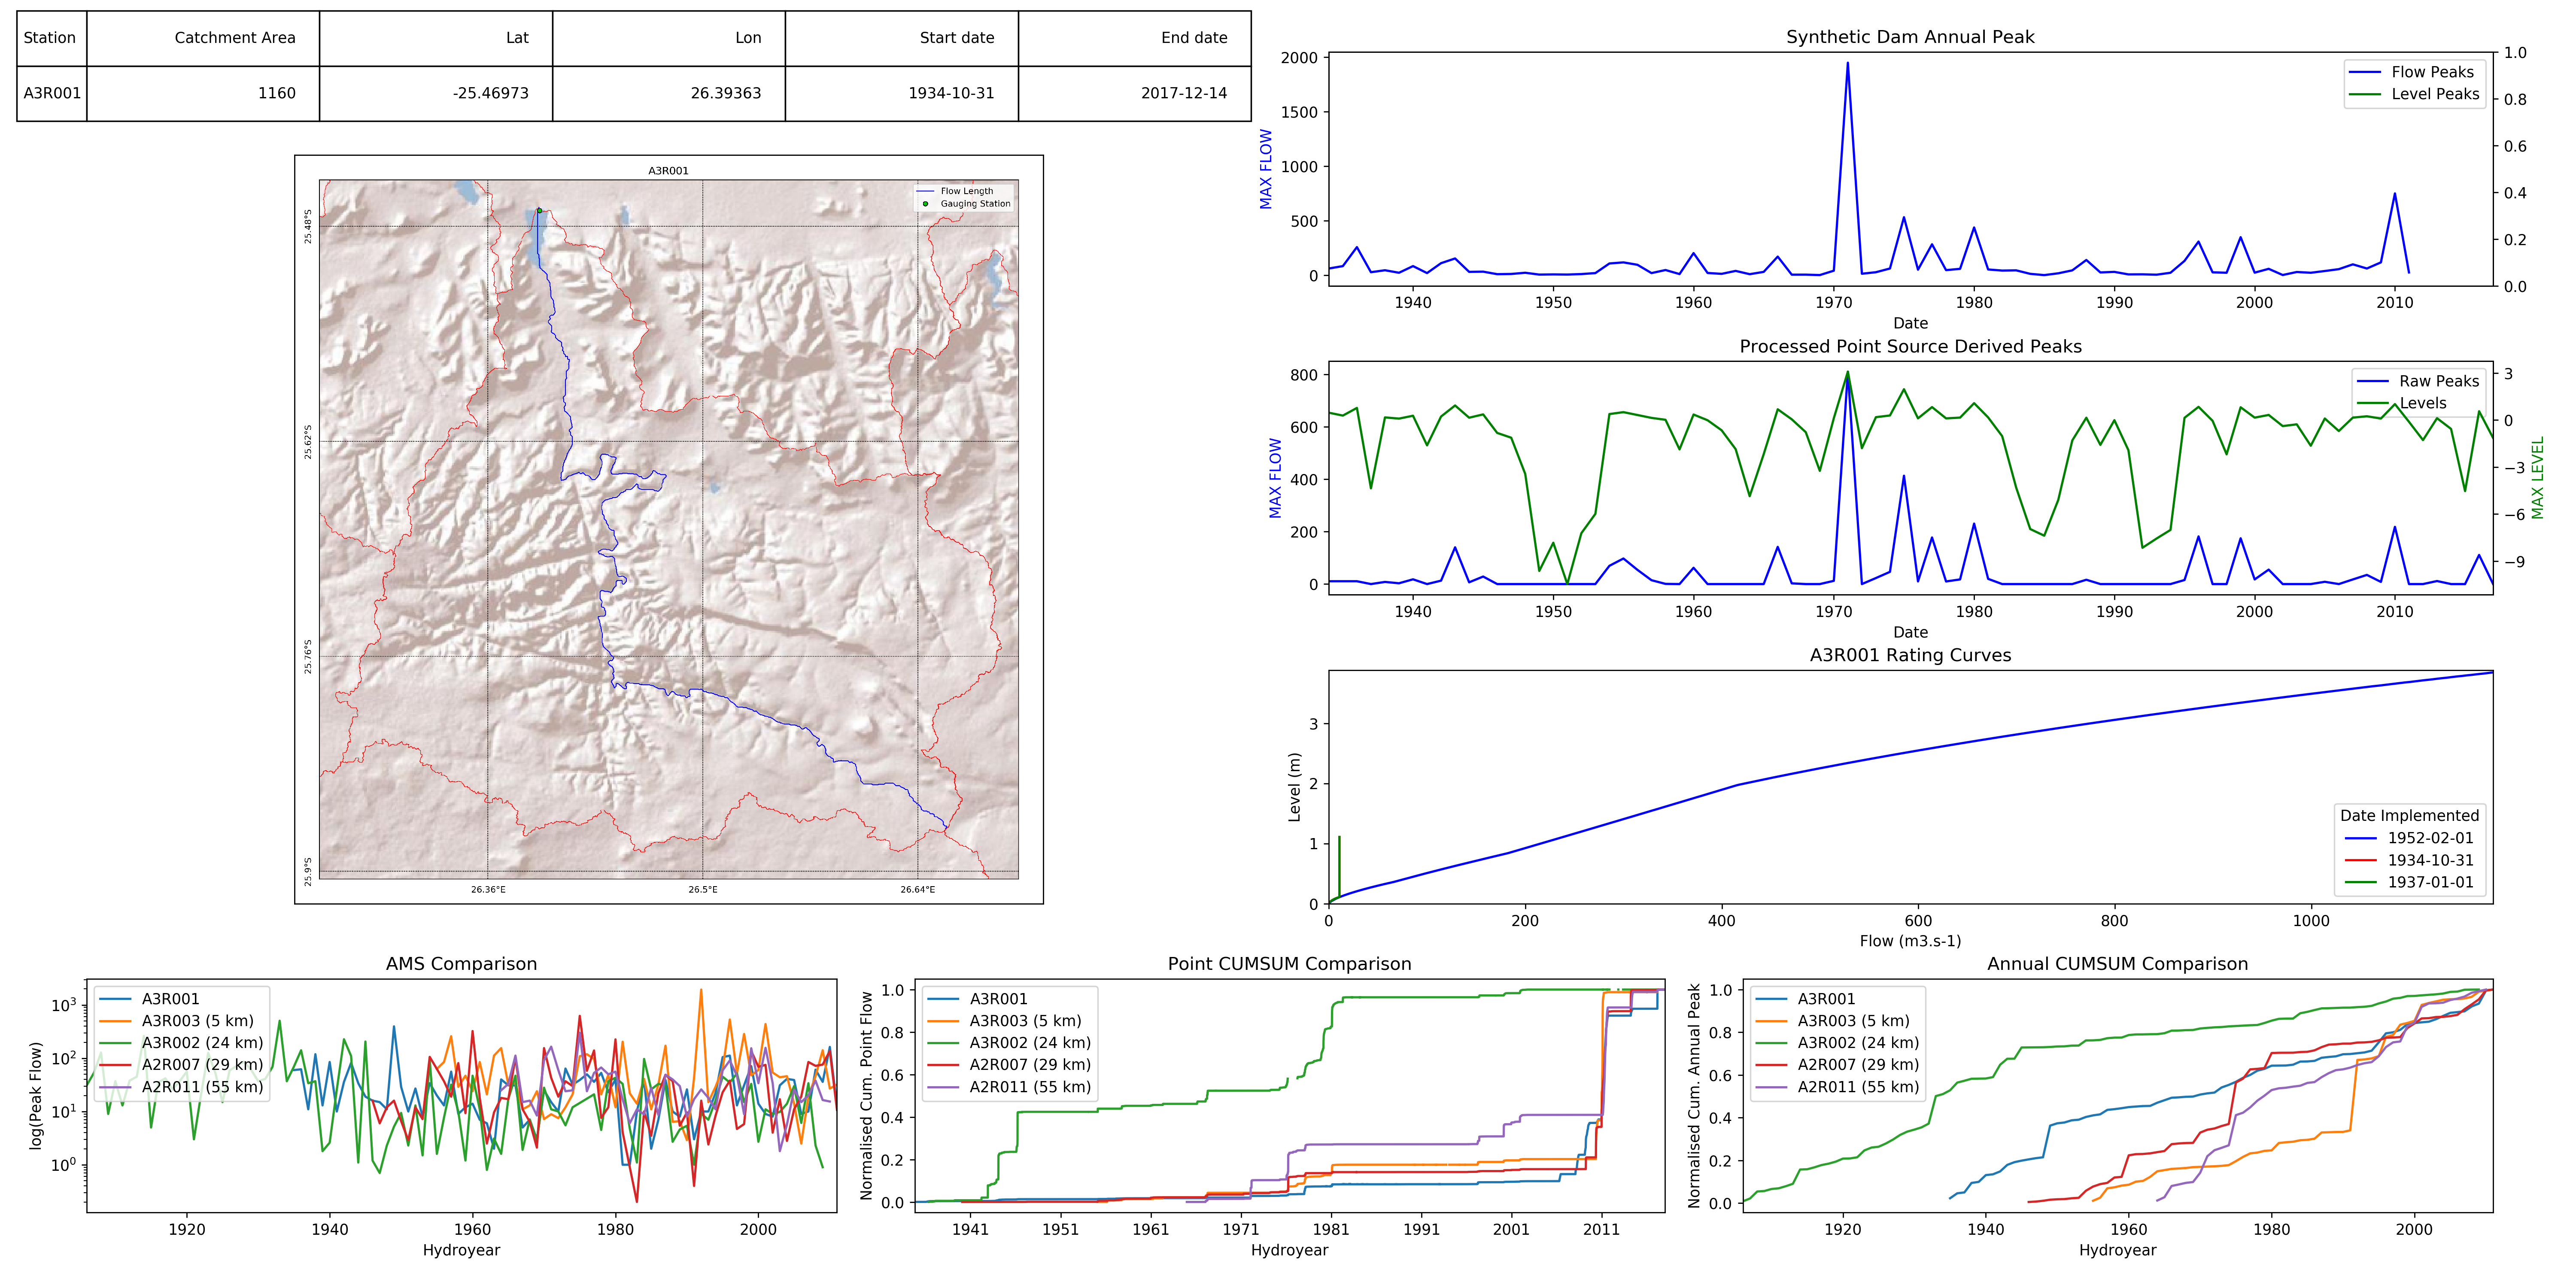 Station Catchment Area Lat Lon Start date End date
A3R001 1160 -25.46973 26.39363 1934-10-31 2017-12-14
A3R001
Flow Length
Gauging Station
25.48°S
25.62°S
25.76°S
25.9°S
26.36°E 26.5°E 26.64°E
Synthetic Dam Annual Peak
MAX FLOW
2000
1500
1000
500
0
1.0
0.8
0.6
0.4
0.2
0.0
Flow Peaks
Level Peaks
1940 1950 1960 1970 1980 1990 2000 2010
Date
Processed Point Source Derived Peaks
MAX FLOW
800
600
400
200
0
3
0
−3
−6
−9
MAX LEVEL
Raw Peaks
Levels
1940 1950 1960 1970 1980 1990 2000 2010
Date
A3R001 Rating Curves
Level (m)
3
2
1
0
Date Implemented
1952-02-01
1934-10-31
1937-01-01
0 200 400 600 800 1000
Flow (m3.s-1)
AMS Comparison
log(Peak Flow)
10³
10²
10¹
10⁰
A3R001
A3R003 (5 km)
A3R002 (24 km)
A2R007 (29 km)
A2R011 (55 km)
1920 1940 1960 1980 2000
Hydroyear
Point CUMSUM Comparison
Normalised Cum. Point Flow
1.0
0.8
0.6
0.4
0.2
0.0
A3R001
A3R003 (5 km)
A3R002 (24 km)
A2R007 (29 km)
A2R011 (55 km)
1941 1951 1961 1971 1981 1991 2001 2011
Hydroyear
Annual CUMSUM Comparison
Normalised Cum. Annual Peak
1.0
0.8
0.6
0.4
0.2
0.0
A3R001
A3R003 (5 km)
A3R002 (24 km)
A2R007 (29 km)
A2R011 (55 km)
1920 1940 1960 1980 2000
Hydroyear